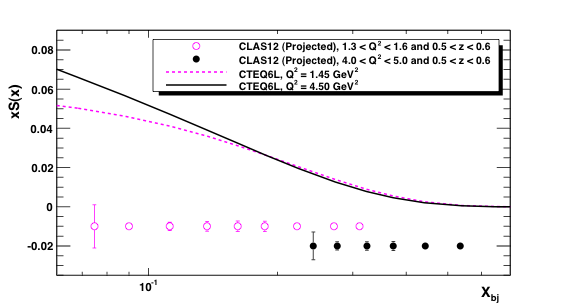 CLAS12 (Projected), 1.3 < Q² < 1.6 and 0.5 < z < 0.6
CLAS12 (Projected), 4.0 < Q² < 5.0 and 0.5 < z < 0.6
CTEQ6L, Q² = 1.45 GeV²
CTEQ6L, Q² = 4.50 GeV²
xS(x)
0.08
0.06
0.04
0.02
0
-0.02
10⁻¹
X_bj